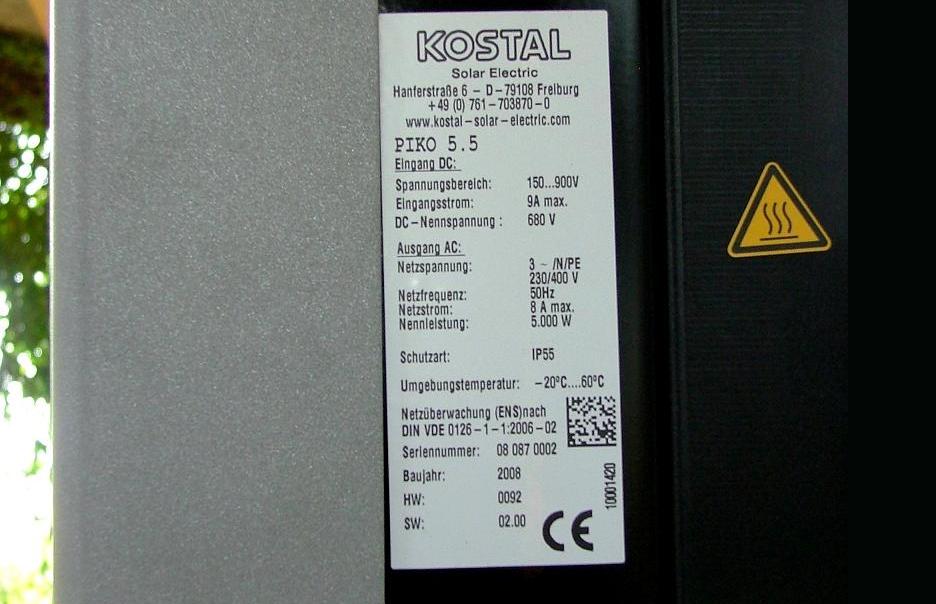 KOSTAL
Solar Electric
Hanferstraße 6 - D-79108 Freiburg
+49 (0) 761-703870-0
www.kostal-solar-electric.com
PIKO 5.5
Eingang DC:
Spannungsbereich: 150...900V
Eingangsstrom: 9A max.
DC-Nennspannung : 680 V
Ausgang AC:
Netzspannung: 3 ~ /N/PE
230/400 V
Netzfrequenz: 50Hz
Netzstrom: 8 A max.
Nennleistung: 5.000 W
Schutzart: IP55
Umgebungstemperatur: -20ºC....60ºC
Netzüberwachung (ENS)nach
DIN VDE 0126-1-1:2006-02
Seriennummer: 08 087 0002
Baujahr: 2008
HW: 0092
SW: 02.00
CE
10001420